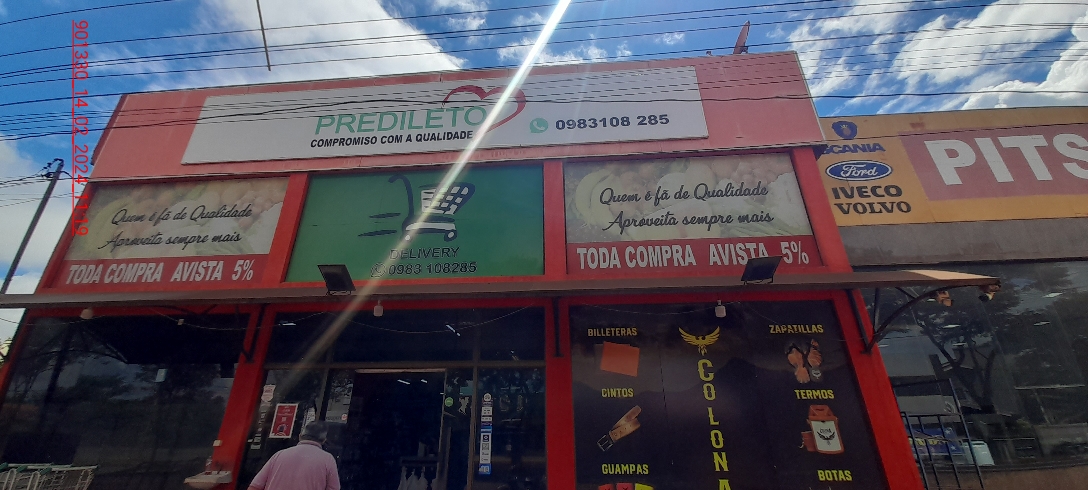 901330_14_02_2024
PREDILETO
COMPROMISO COM A QUALIDADE
0983108 285
Quem é fã de Qualidade
Aproveita sempre mais
TODA COMPRA AVISTA 5%
DELIVERY
0983 108285
Quem é fã de Qualidade
Aproveita sempre mais
TODA COMPRA AVISTA 5%
SCANIA
Ford
IVECO
VOLVO
PITS
BILLETERAS
CINTOS
GUAMPAS
COLONA
ZAPATILLAS
TERMOS
BOTAS